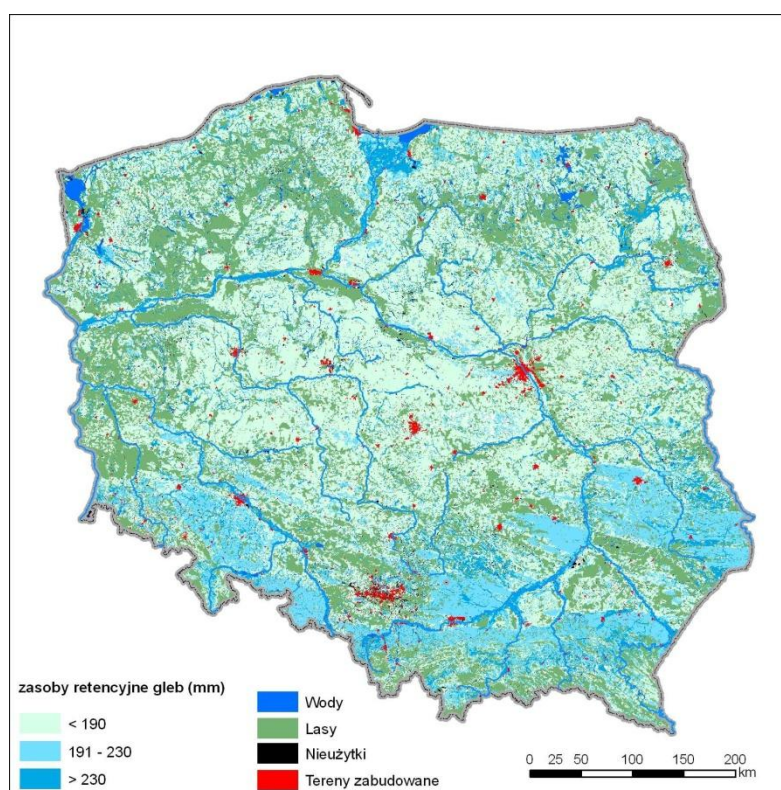 zasoby retencyjne gleb (mm)
< 190
191 - 230
> 230
Wody
Lasy
Nieużytki
Tereny zabudowane
0 25 50 100 150 200
km